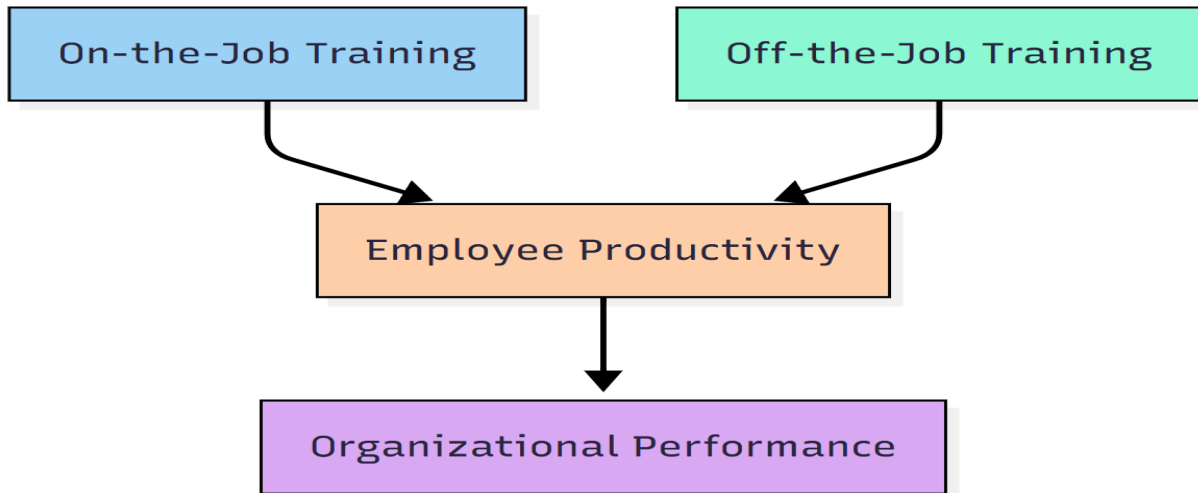 On-the-Job Training
Off-the-Job Training
Employee Productivity
Organizational Performance